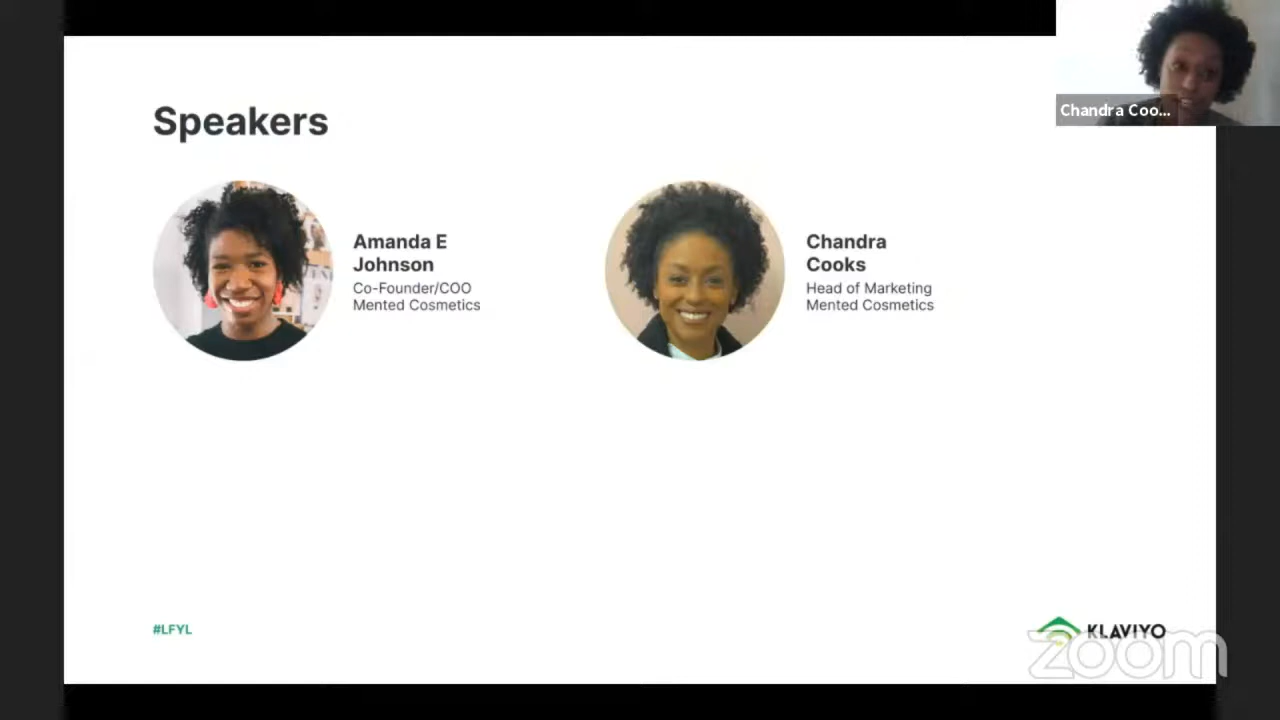 Chandra Coo...
Speakers
Amanda E
Johnson
Co-Founder/COO
Mented Cosmetics
Chandra
Cooks
Head of Marketing
Mented Cosmetics
#LFYL
KLAVIYO
zoom